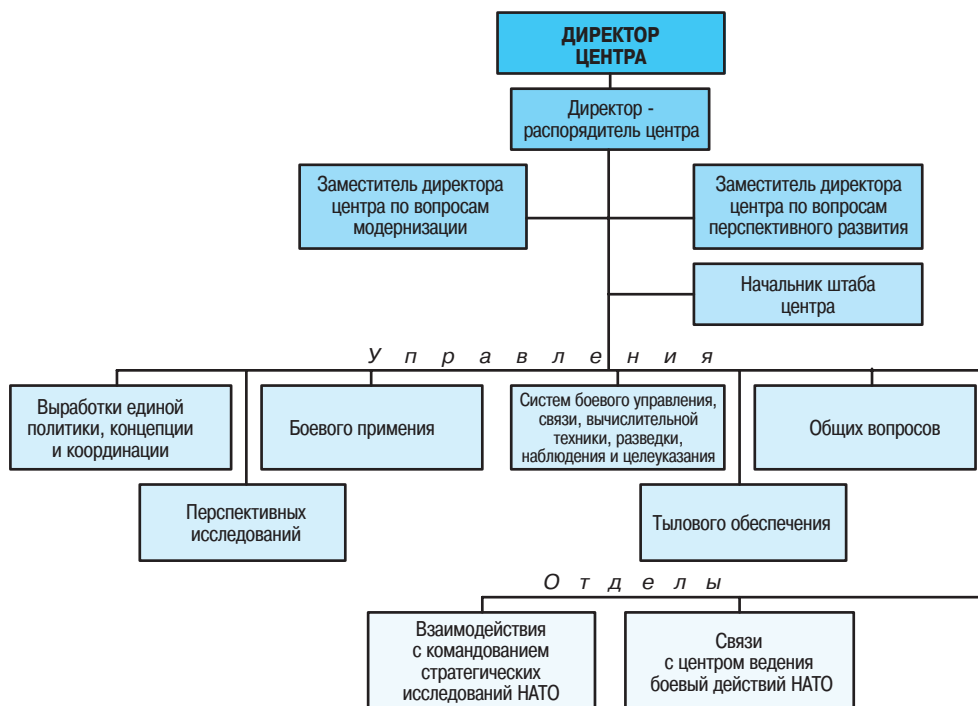 ДИРЕКТОР
ЦЕНТРА
Директор -
распорядитель центра
Заместитель директора
центра по вопросам
модернизации
Заместитель директора
центра по вопросам
перспективного развития
Начальник штаба
центра
У п р а в л е н и я
Выработки единой
политики, концепции
и координации
Боевого примения
Систем боевого управления,
связи, вычислительной
техники, разведки,
наблюдения и целеуказания
Общих вопросов
Перспективных
исследований
Тылового обеспечения
О т д е л ы
Взаимодействия
с командованием
стратегических
исследований НАТО
Связи
с центром ведения
боевый действий НАТО